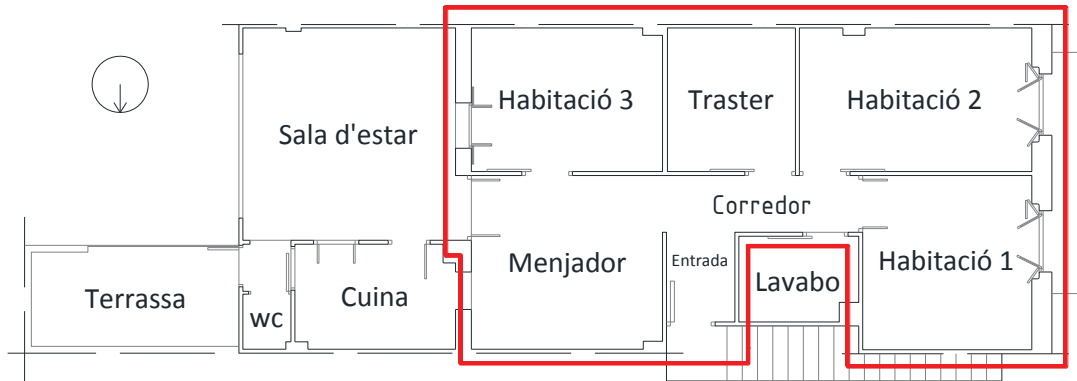 Habitació 3
Traster
Habitació 2
Sala d'estar
Corredor
Menjador
Entrada
Habitació 1
Lavabo
Terrassa
Cuina
wc